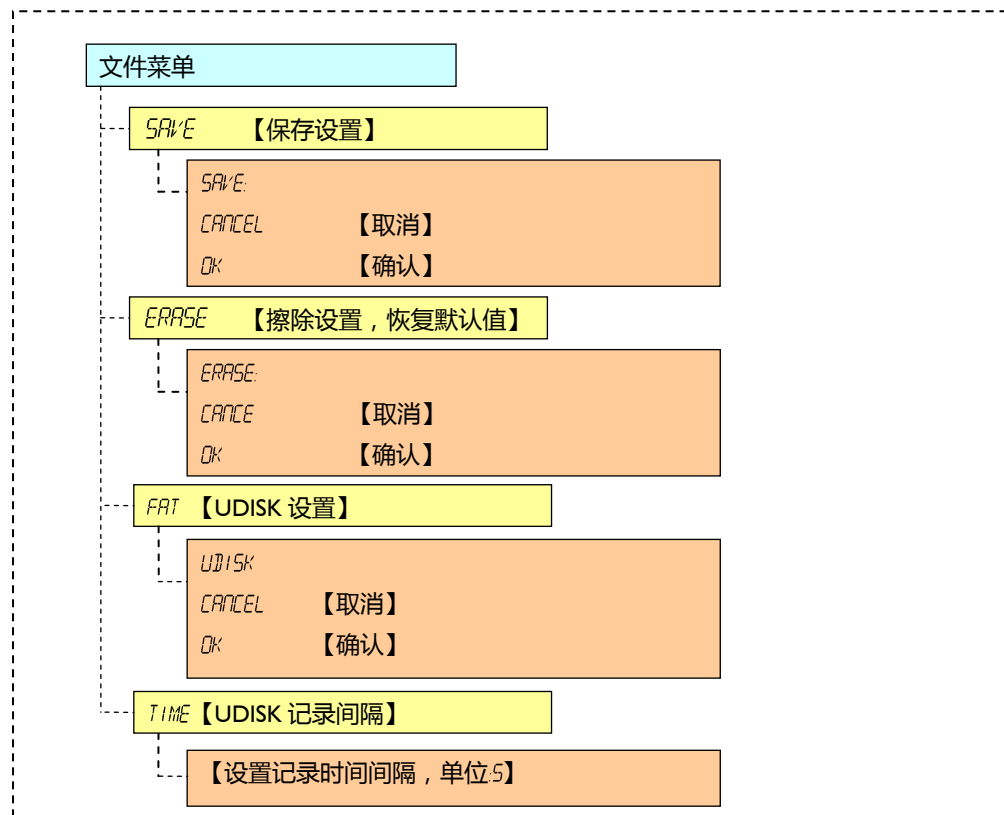 文件菜单
SAVE 【保存设置】
SAVE:
CANCEL 【取消】
OK 【确认】
ERASE 【擦除设置，恢复默认值】
ERASE:
CANCE 【取消】
OK 【确认】
FAT 【UDISK 设置】
UDISK
CANCEL 【取消】
OK 【确认】
TIME【UDISK 记录间隔】
【设置记录时间间隔，单位:S】